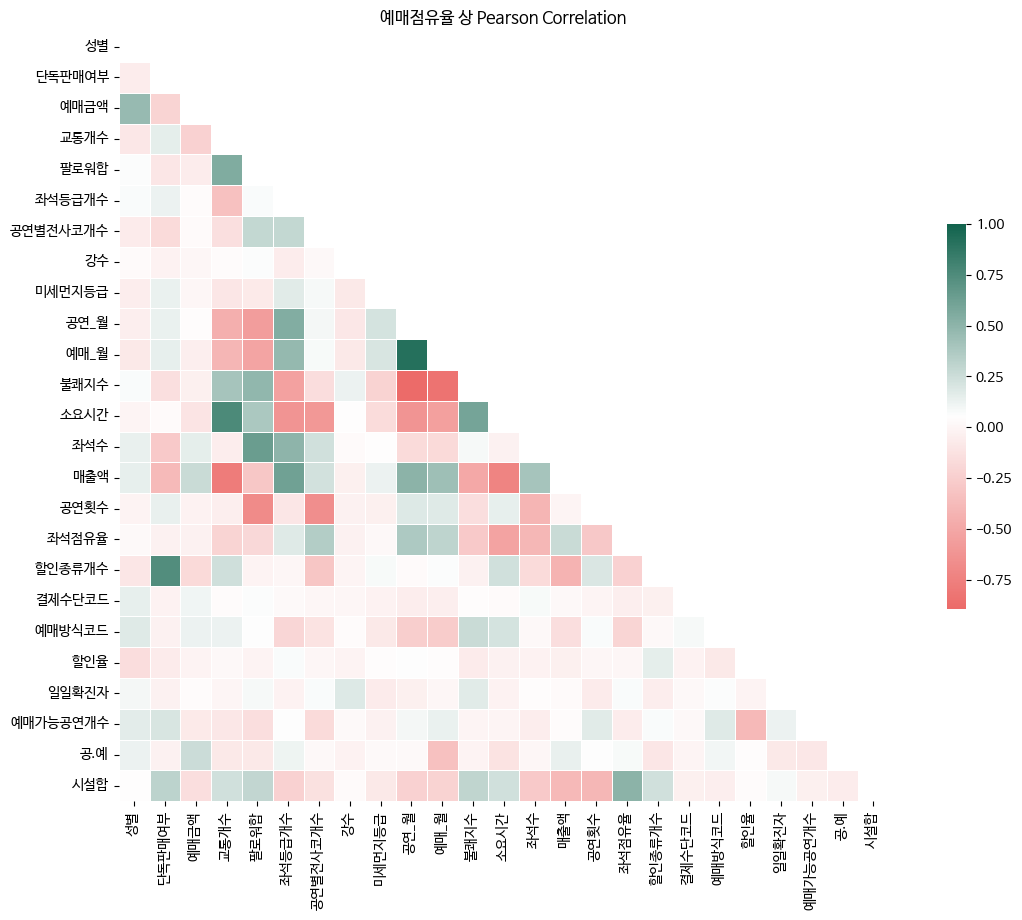 예매점유율 상 Pearson Correlation
성별
단독판매여부
예매금액
교통개수
팔로워합
좌석등급개수
공연별전사코개수
강수
미세먼지등급
공연_월
예매_월
불쾌지수
소요시간
좌석수
매출액
공연횟수
좌석점유율
할인종류개수
결제수단코드
예매방식코드
할인율
일일확진자
예매가능공연개수
공.예
시설합
성별
단독판매여부
예매금액
교통개수
팔로워합
좌석등급개수
공연별전사코개수
강수
미세먼지등급
공연_월
예매_월
불쾌지수
소요시간
좌석수
매출액
공연횟수
좌석점유율
할인종류개수
결제수단코드
예매방식코드
할인율
일일확진자
예매가능공연개수
공.예
시설합
1.00
0.75
0.50
0.25
0.00
−0.25
−0.50
−0.75